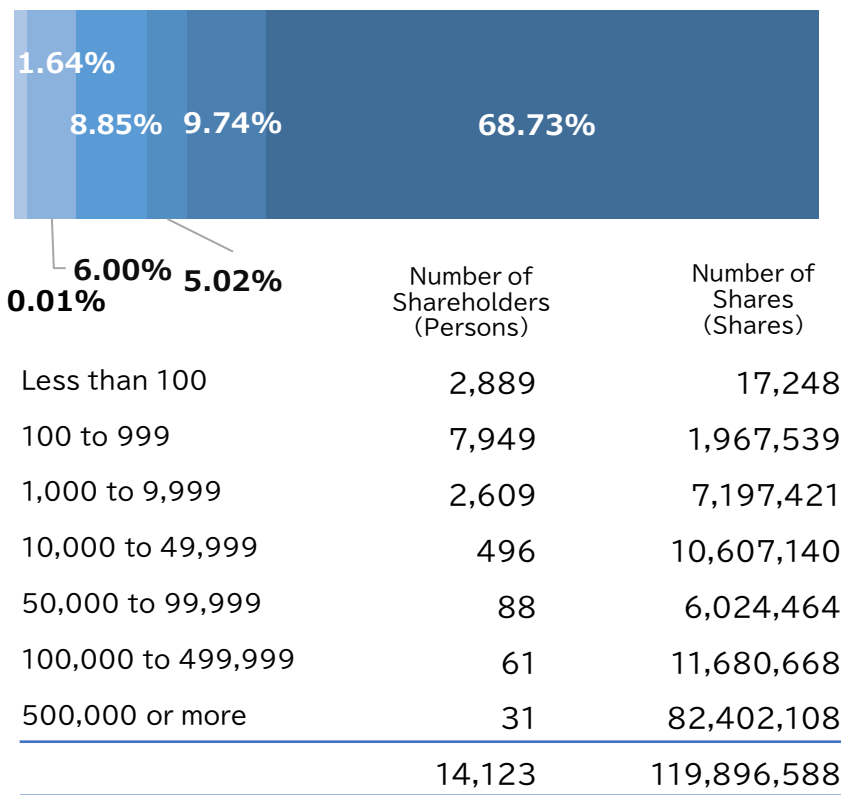 1.64%
8.85% 9.74% 68.73%
6.00% 5.02%
0.01%
Number of
Shareholders
（Persons）
Number of
Shares
（Shares）
Less than 100 2,889 17,248
100 to 999 7,949 1,967,539
1,000 to 9,999 2,609 7,197,421
10,000 to 49,999 496 10,607,140
50,000 to 99,999 88 6,024,464
100,000 to 499,999 61 11,680,668
500,000 or more 31 82,402,108
14,123 119,896,588